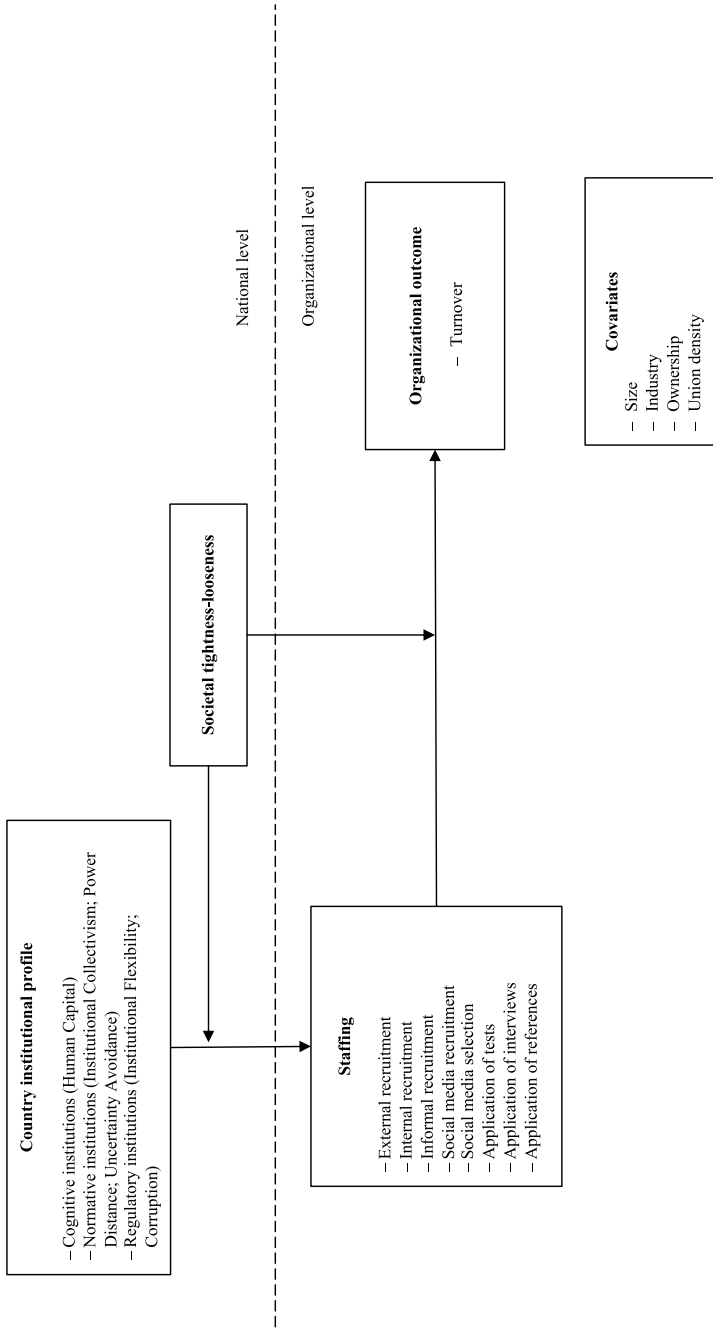 Country institutional profile
– Cognitive institutions (Human Capital)
– Normative institutions (Institutional Collectivism; Power
Distance; Uncertainty Avoidance)
– Regulatory institutions (Institutional Flexibility;
Corruption)
Societal tightness-looseness
National level
Organizational level
Staffing
– External recruitment
– Internal recruitment
– Informal recruitment
– Social media recruitment
– Social media selection
– Application of tests
– Application of interviews
– Application of references
Organizational outcome
– Turnover
Covariates
– Size
– Industry
– Ownership
– Union density